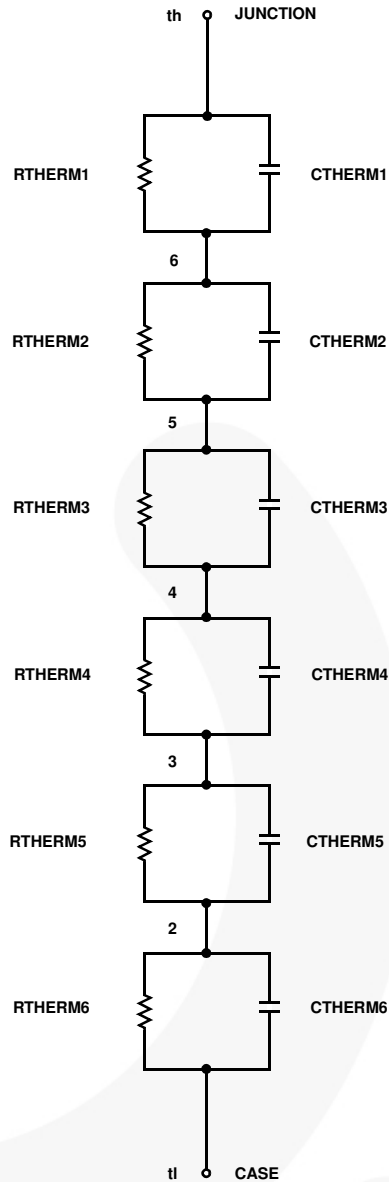 th JUNCTION
RTHERM1 CTHERM1
6
RTHERM2 CTHERM2
5
RTHERM3 CTHERM3
4
RTHERM4 CTHERM4
3
RTHERM5 CTHERM5
2
RTHERM6 CTHERM6
tl CASE